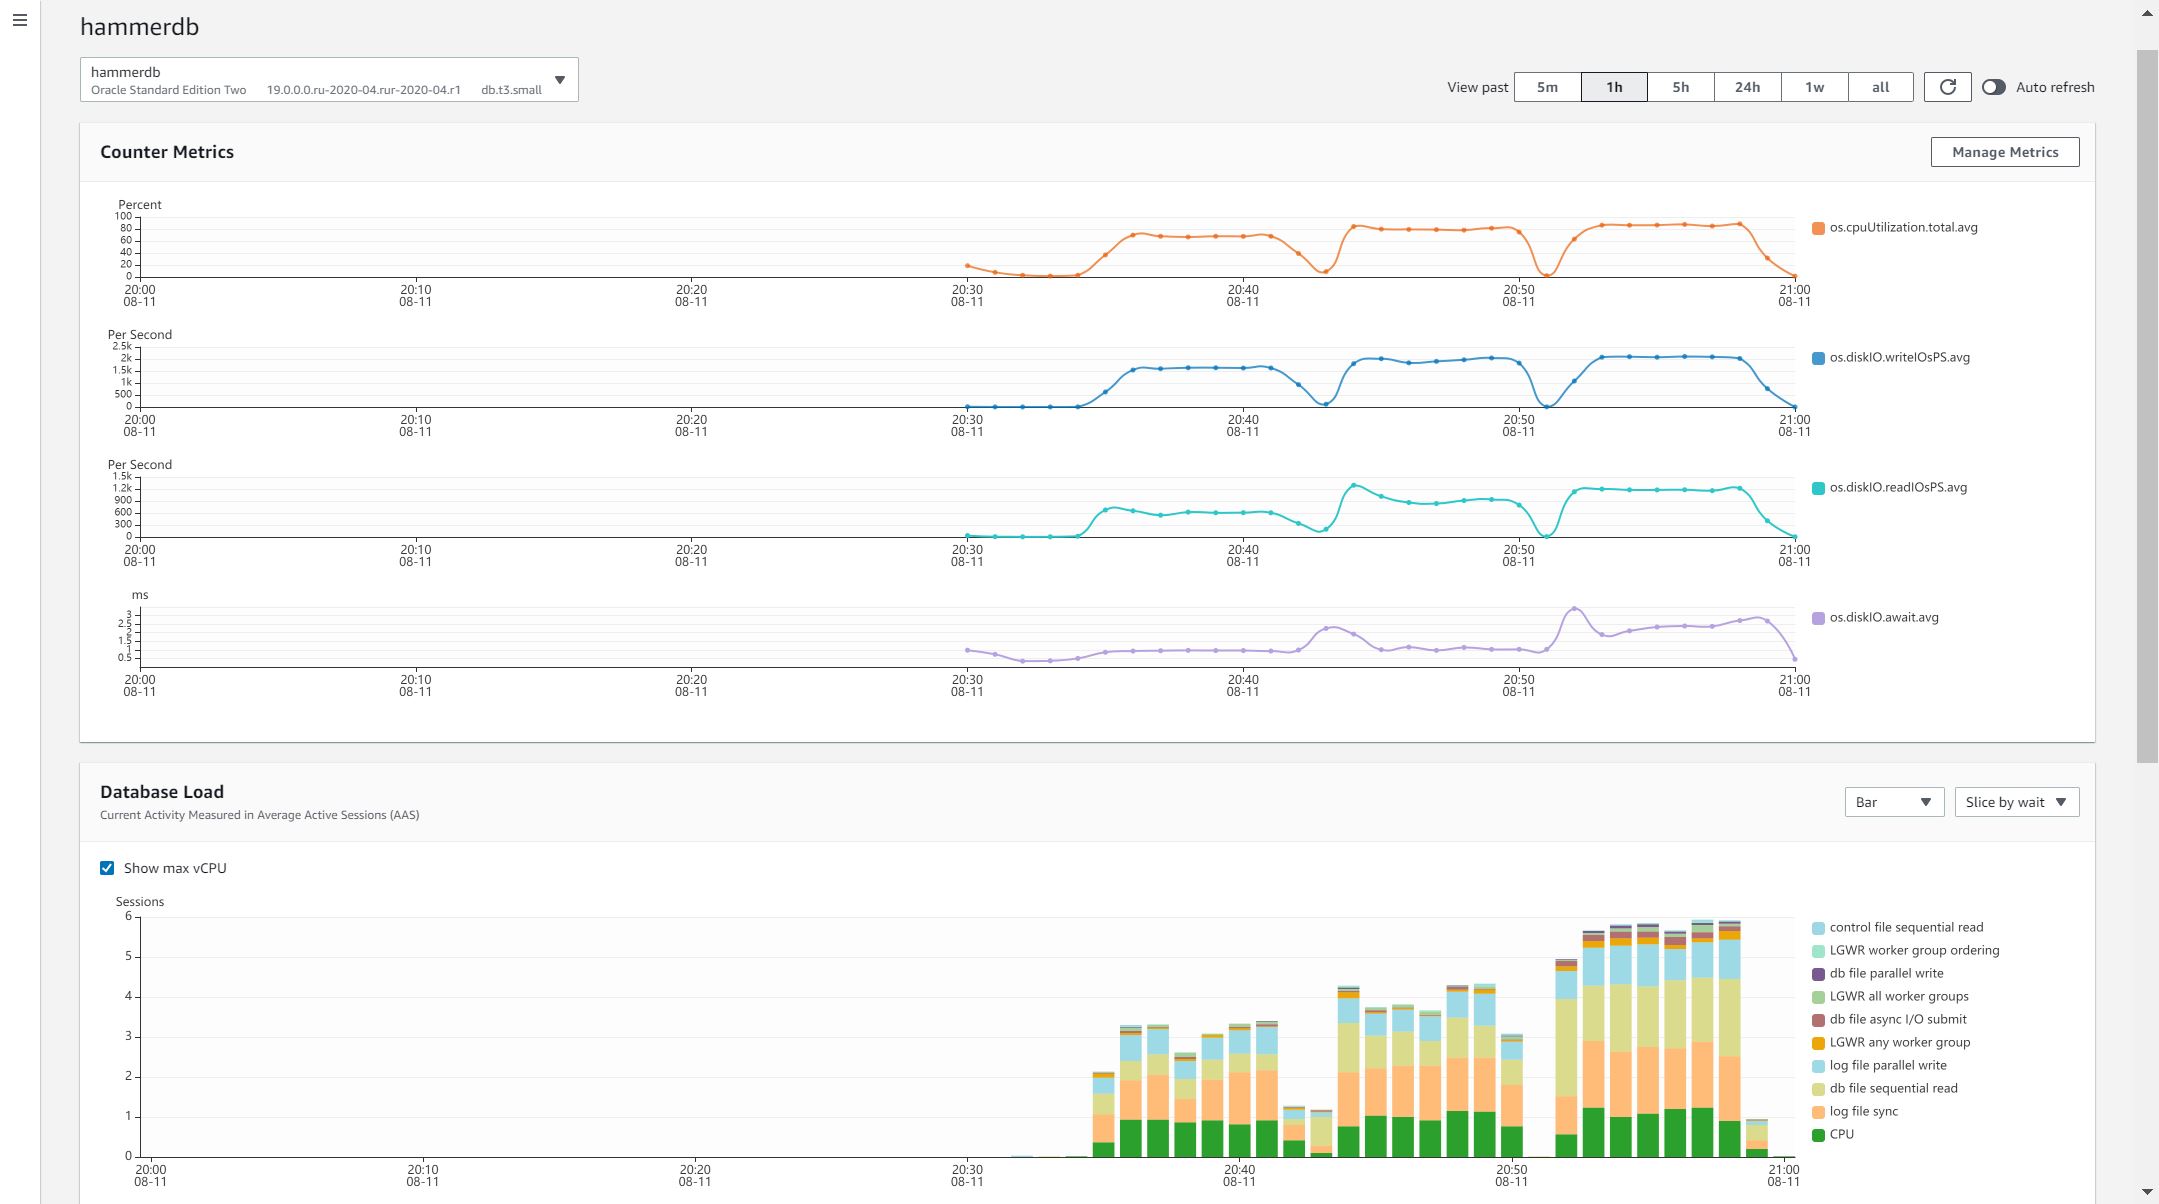 hammerdb
hammerdb
Oracle Standard Edition Two 19.0.0.0.ru-2020-04.rur-2020-04.r1 db.t3.small
View past 5m 1h 5h 24h 1w all Auto refresh
Counter Metrics
Manage Metrics
Percent
100
80
60
40
20
0
20:00 20:10 20:20 20:30 20:40 20:50 21:00
08-11 08-11 08-11 08-11 08-11 08-11 08-11
os.cpuUtilization.total.avg
Per Second
2.5k
2k
1.5k
1k
500
0
20:00 20:10 20:20 20:30 20:40 20:50 21:00
08-11 08-11 08-11 08-11 08-11 08-11 08-11
os.diskIO.writeIOsPS.avg
Per Second
1.5k
1.2k
900
600
300
0
20:00 20:10 20:20 20:30 20:40 20:50 21:00
08-11 08-11 08-11 08-11 08-11 08-11 08-11
os.diskIO.readIOsPS.avg
ms
3
2.5
2
1.5
1
0.5
20:00 20:10 20:20 20:30 20:40 20:50 21:00
08-11 08-11 08-11 08-11 08-11 08-11 08-11
os.diskIO.await.avg
Database Load
Current Activity Measured in Average Active Sessions (AAS)
Bar
Slice by wait
Show max vCPU
Sessions
6
5
4
3
2
1
0
20:00 20:10 20:20 20:30 20:40 20:50 21:00
08-11 08-11 08-11 08-11 08-11 08-11 08-11
control file sequential read
LGWR worker group ordering
db file parallel write
LGWR all worker groups
db file async I/O submit
LGWR any worker group
log file parallel write
db file sequential read
log file sync
CPU